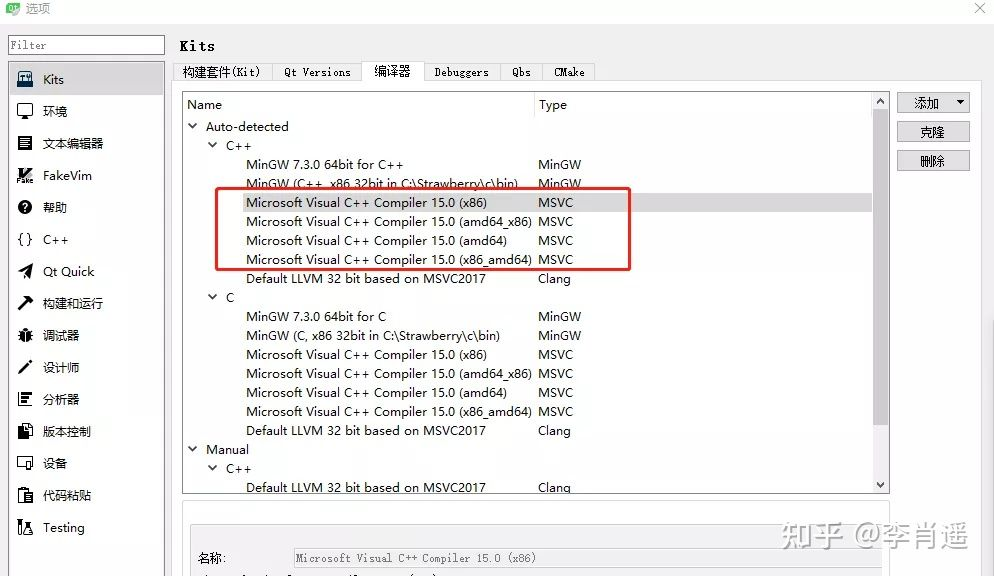 选项
Filter
Kits
环境
文本编辑器
FakeVim
帮助
C++
Qt Quick
构建和运行
调试器
设计师
分析器
版本控制
设备
代码粘贴
Testing
Kits
构建套件(Kit) Qt Versions 编译器 Debuggers Qbs CMake
Name Type
Auto-detected
C++
MinGW 7.3.0 64bit for C++ MinGW
MinGW (C++, x86 32bit in C:\Strawberry\c\bin) MinGW
Microsoft Visual C++ Compiler 15.0 (x86) MSVC
Microsoft Visual C++ Compiler 15.0 (amd64_x86) MSVC
Microsoft Visual C++ Compiler 15.0 (amd64) MSVC
Microsoft Visual C++ Compiler 15.0 (x86_amd64) MSVC
Default LLVM 32 bit based on MSVC2017 Clang
C
MinGW 7.3.0 64bit for C MinGW
MinGW (C, x86 32bit in C:\Strawberry\c\bin) MinGW
Microsoft Visual C++ Compiler 15.0 (x86) MSVC
Microsoft Visual C++ Compiler 15.0 (amd64_x86) MSVC
Microsoft Visual C++ Compiler 15.0 (amd64) MSVC
Microsoft Visual C++ Compiler 15.0 (x86_amd64) MSVC
Default LLVM 32 bit based on MSVC2017 Clang
Manual
C++
Default LLVM 32 bit based on MSVC2017 Clang
添加
克隆
删除
名称: Microsoft Visual C++ Compiler 15.0 (x86)
知乎 @李肖遥